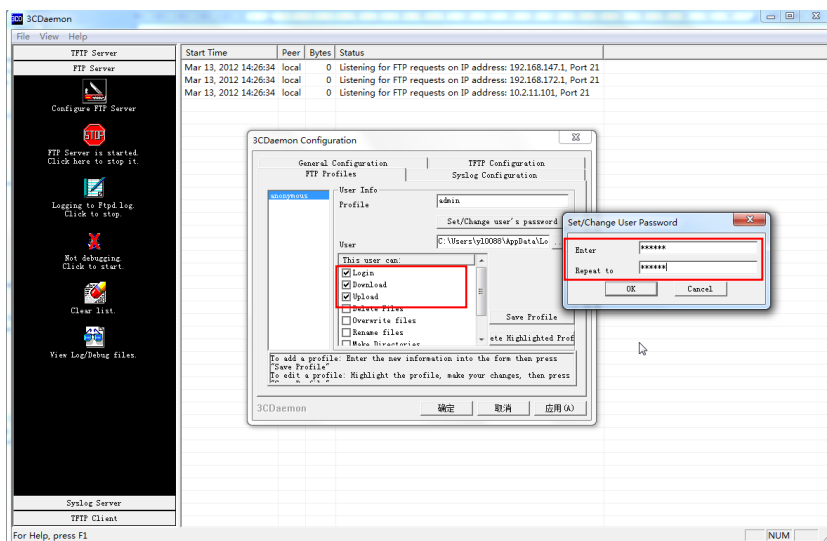 3CDaemon
File View Help
TFTP Server
FTP Server
Configure FTP Server
STOP
FTP Server is started.
Click here to stop it.
Logging to Ftpd.log.
Click to stop.
Not debugging.
Click to start.
Clear list.
View Log/Debug files.
Syslog Server
TFTP Client
For Help, press F1
NUM
Start Time Peer Bytes Status
Mar 13, 2012 14:26:34 local 0 Listening for FTP requests on IP address: 192.168.147.1, Port 21
Mar 13, 2012 14:26:34 local 0 Listening for FTP requests on IP address: 192.168.172.1, Port 21
Mar 13, 2012 14:26:34 local 0 Listening for FTP requests on IP address: 10.2.11.101, Port 21
3CDaemon Configuration
General Configuration TFTP Configuration
FTP Profiles Syslog Configuration
anonymous
User Info
Profile admin
Set/Change user's password
User C:\Users\y10088\AppData\Lo ..
This user can:
Login
Download
Upload
Delete Files
Overwrite files
Rename files
Make Directories
Save Profile
ete Highlighted Prof
To add a profile: Enter the new information into the form then press
"Save Profile"
To edit a profile: Highlight the profile, make your changes, then press
3CDaemon
确定 取消 应用(A)
Set/Change User Password
Enter ******
Repeat to ******
OK Cancel